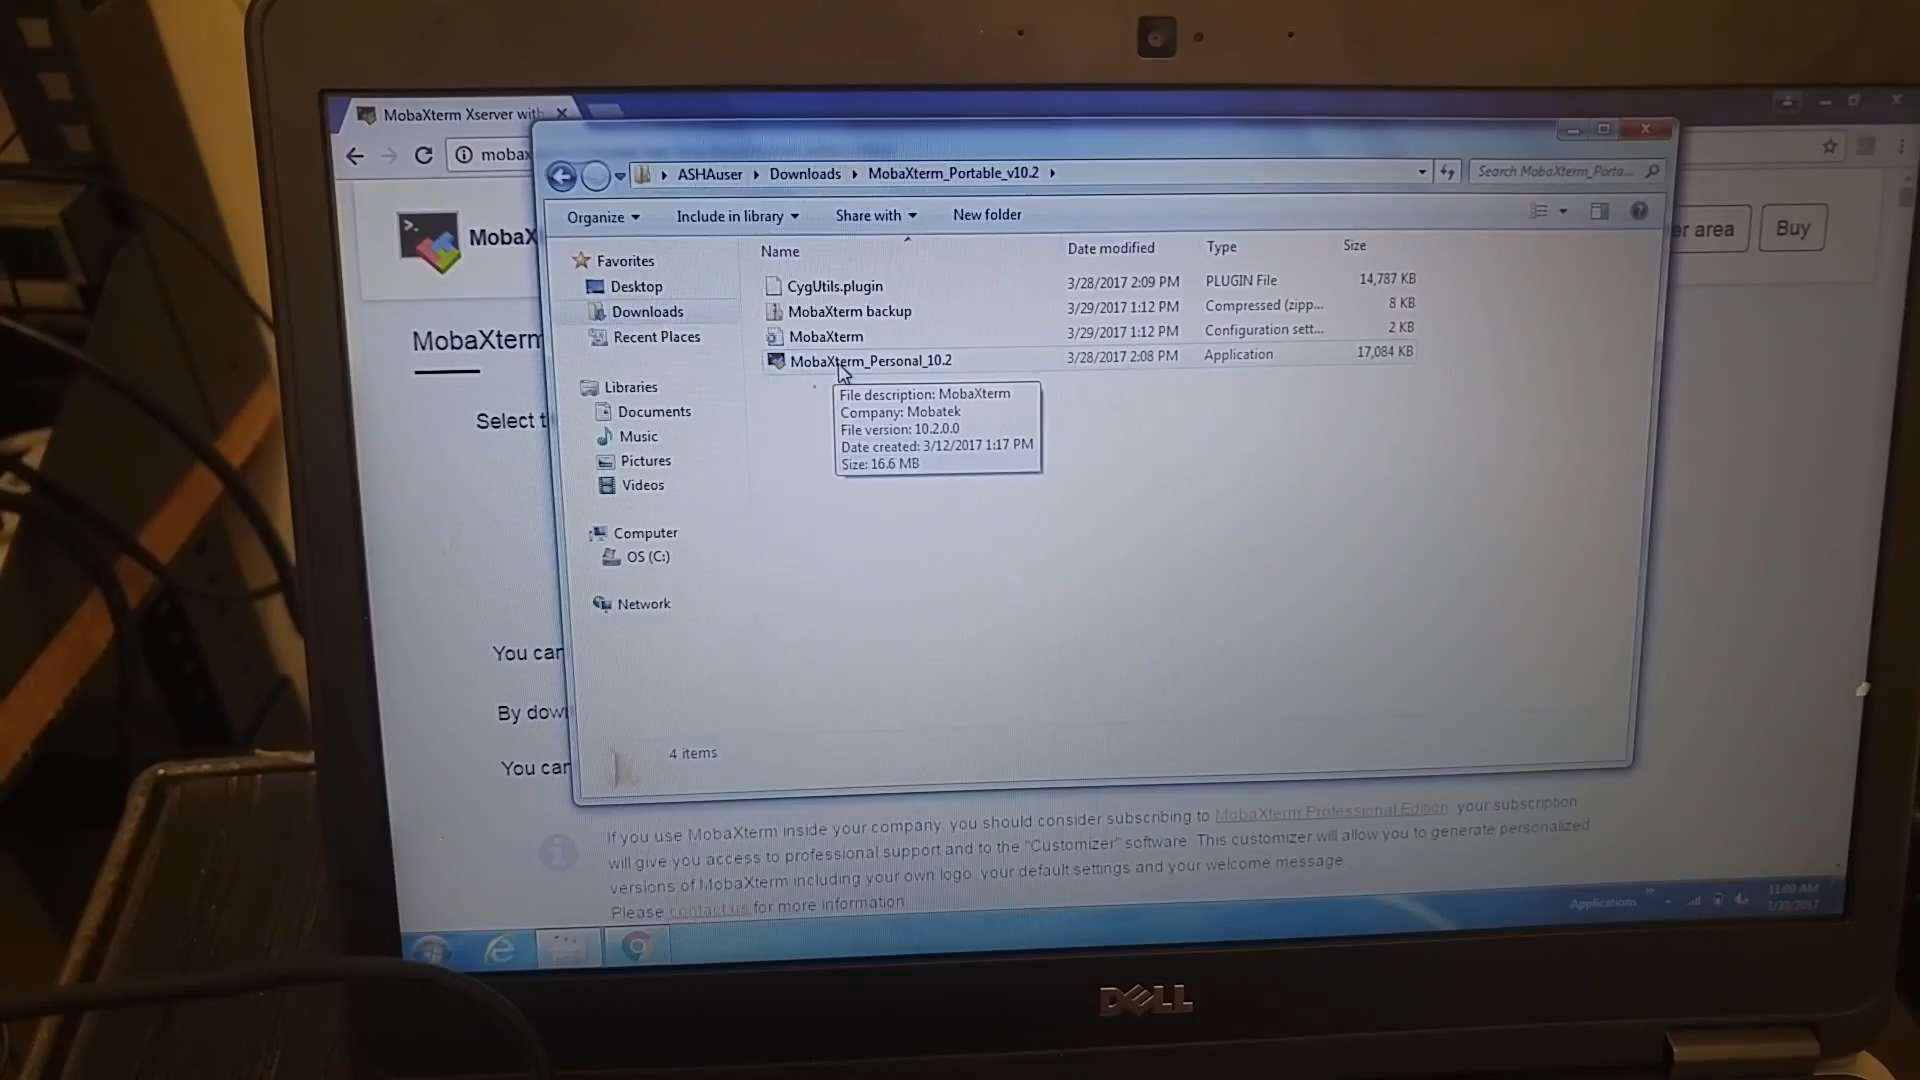 MobaXterm Xserver with
mobax
ASHAuser
Downloads
MobaXterm_Portable_v10.2
Search MobaXterm_Porta...
Organize
Include in library
Share with
New folder
MobaX
er area
Buy
Name
Date modified
Type
Size
CygUtils.plugin
3/28/2017 2:09 PM
PLUGIN File
14,787 KB
MobaXterm backup
3/29/2017 1:12 PM
Compressed (zipp...
8 KB
MobaXterm
3/29/2017 1:12 PM
Configuration sett...
2 KB
MobaXterm_Personal_10.2
3/28/2017 2:08 PM
Application
17,084 KB
File description: MobaXterm
Company: Mobatek
File version: 10.2.0.0
Date created: 3/12/2017 1:17 PM
Size: 16.6 MB
Favorites
Desktop
Downloads
Recent Places
Libraries
Documents
Music
Pictures
Videos
Computer
OS (C:)
Network
4 items
MobaXterm
Select t
You can
By down
You can
If you use MobaXterm inside your company, you should consider subscribing to MobaXterm Professional Edition: your subscription
will give you access to professional support and to the "Customizer" software. This customizer will allow you to generate personalized
versions of MobaXterm including your own logo, your default settings and your welcome message.
Please contact us for more information.
Applications
11:09 AM
3/30/2017
DELL